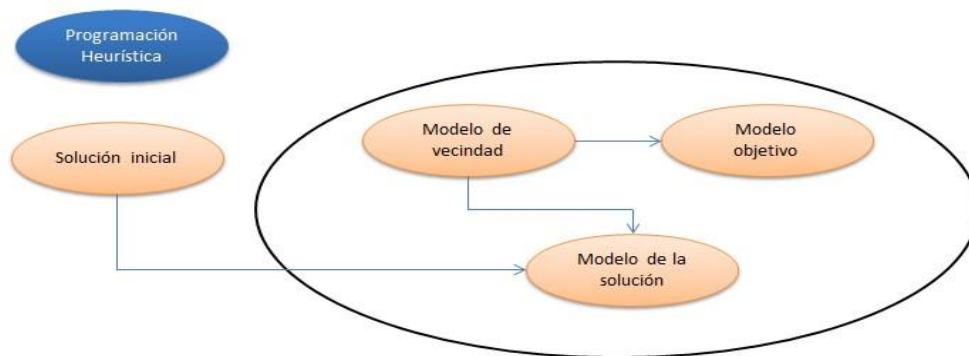 Programación
Heurística
Solución inicial
Modelo de
vecindad
Modelo
objetivo
Modelo de la
solución